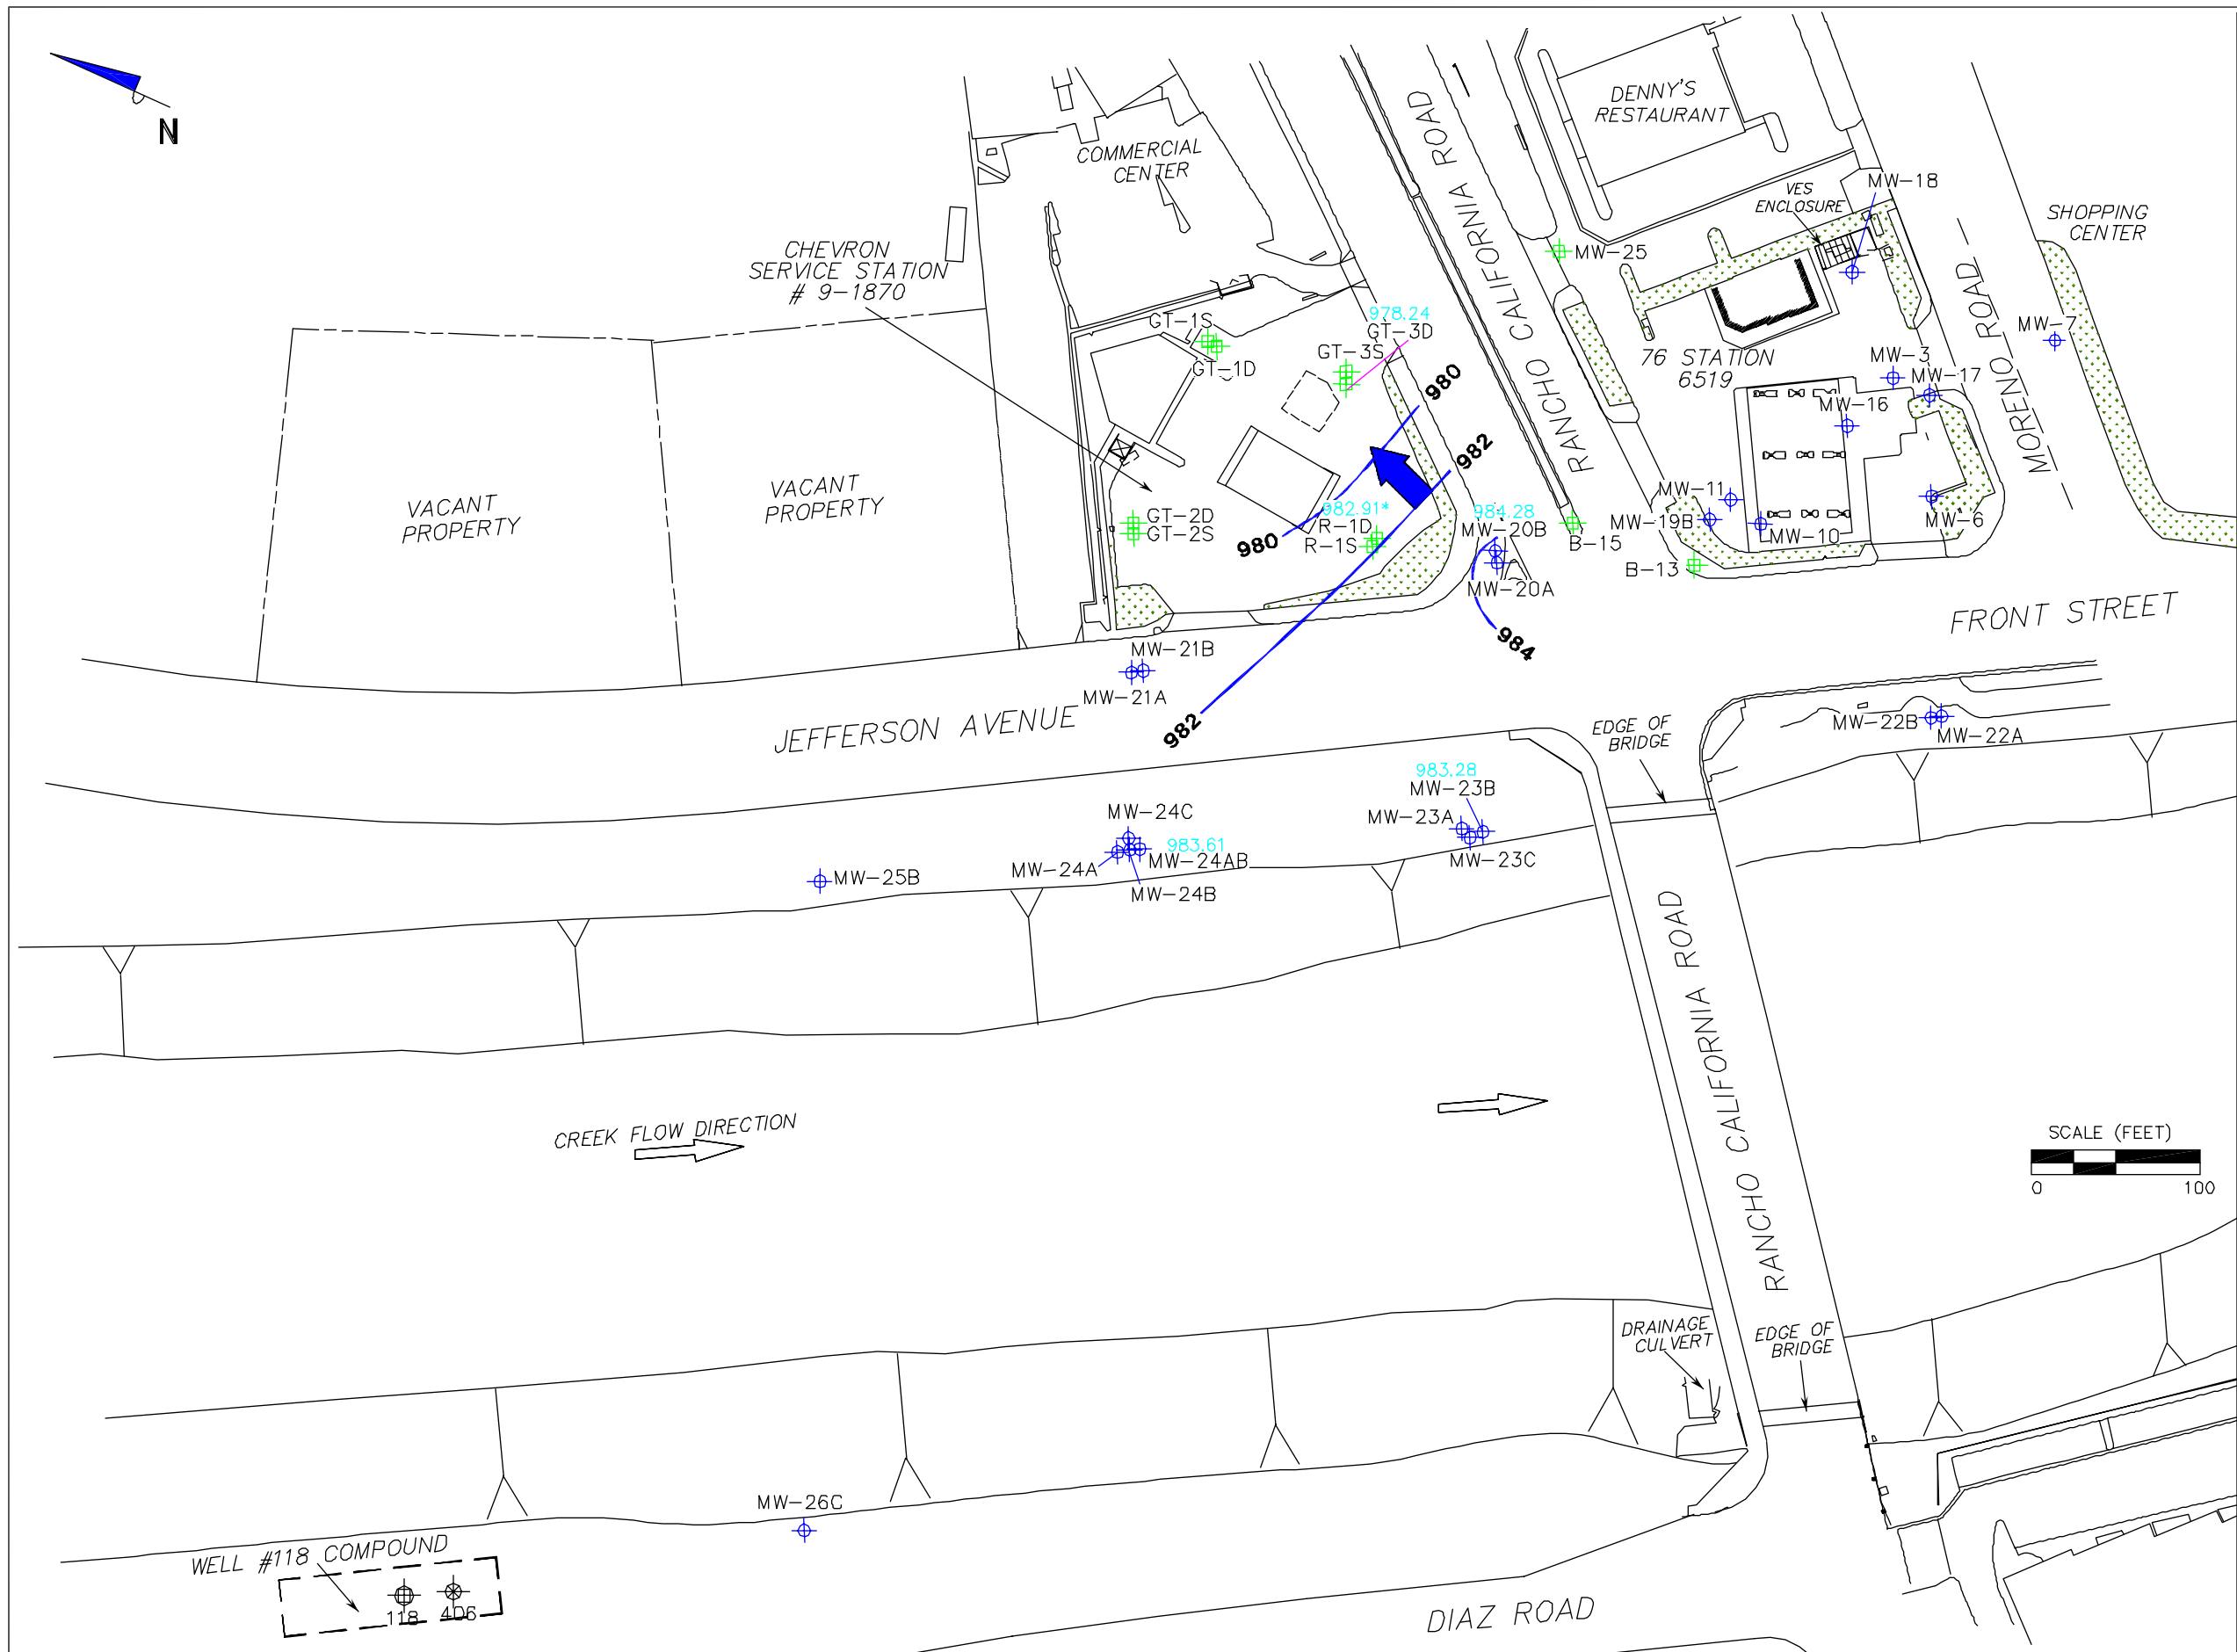 N
COMMERCIAL
CENTER
CHEVRON
SERVICE STATION
# 9-1870
VACANT
PROPERTY
VACANT
PROPERTY
RANCHO CALIFORNIA ROAD
DENNY'S
RESTAURANT
VES
ENCLOSURE
MW-18
SHOPPING
CENTER
MW-25
76 STATION
6519
MW-7
MW-3
MW-17
MW-16
MORENO ROAD
GT-1S
GT-1D
978.24
GT-3D
GT-3S
980
982
980
982.91*
R-1D
R-1S
984.28
MW-20B
MW-20A
984
B-15
MW-11
MW-19B
MW-10
MW-6
B-13
GT-2D
GT-2S
FRONT STREET
MW-21B
MW-21A
982
JEFFERSON AVENUE
EDGE OF
BRIDGE
MW-22B
MW-22A
983.28
MW-23B
MW-23A
MW-23C
MW-24C
983.61
MW-24AB
MW-24A
MW-24B
MW-25B
RANCHO CALIFORNIA ROAD
CREEK FLOW DIRECTION
SCALE (FEET)
0 100
DRAINAGE
CULVERT
EDGE OF
BRIDGE
MW-26C
WELL #118 COMPOUND
118 406
DIAZ ROAD